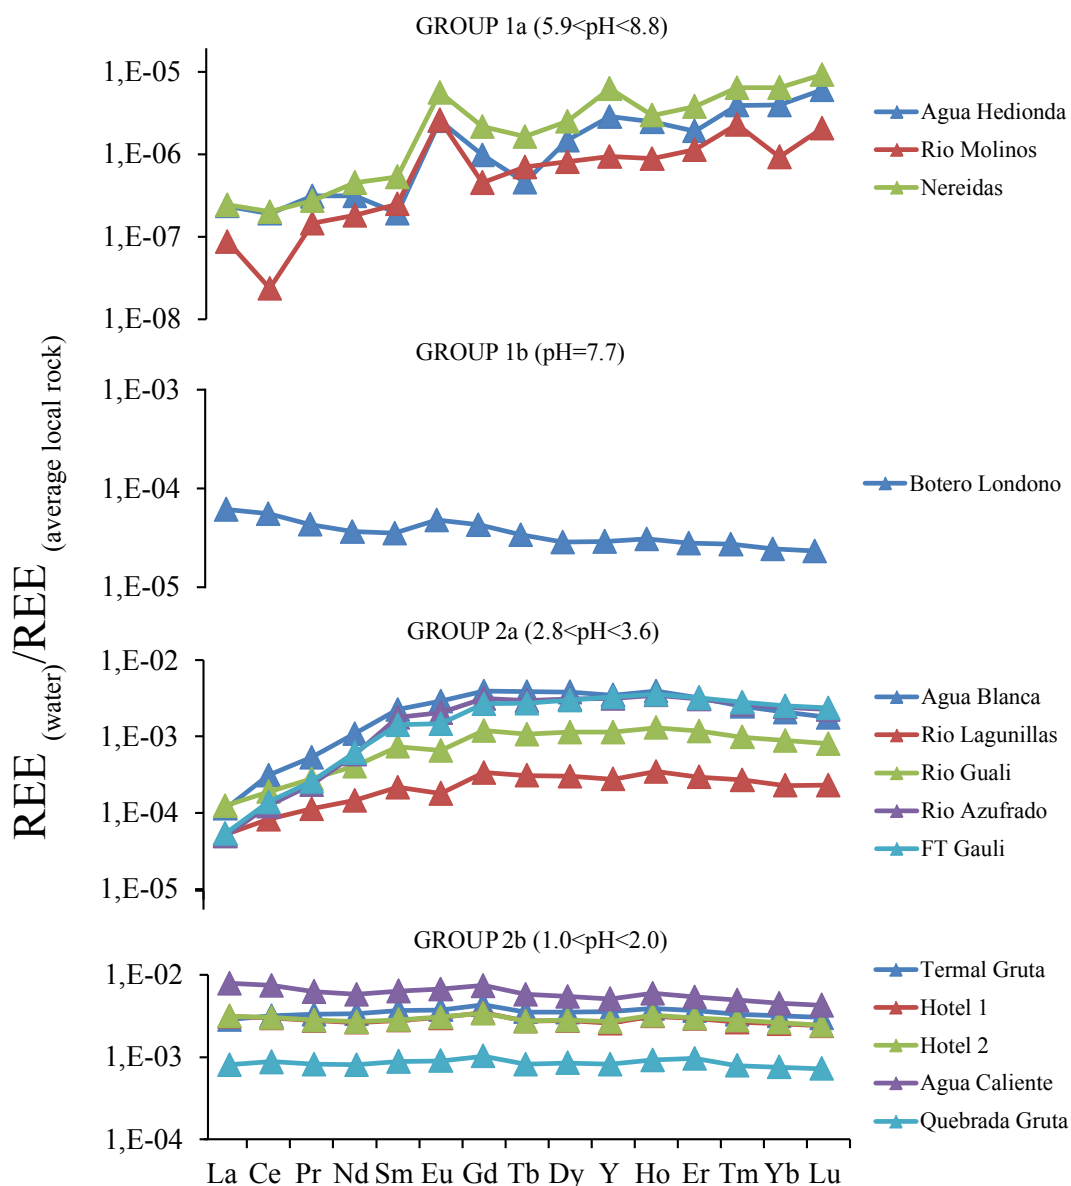 GROUP 1a (5.9<pH<8.8)
1,E-05
1,E-06
1,E-07
1,E-08
Agua Hedionda
Rio Molinos
Nereidas
GROUP 1b (pH=7.7)
1,E-03
1,E-04
1,E-05
Botero Londono
REE (water)/REE (average local rock)
GROUP 2a (2.8<pH<3.6)
1,E-02
1,E-03
1,E-04
1,E-05
Agua Blanca
Rio Lagunillas
Rio Guali
Rio Azufrado
FT Gauli
GROUP 2b (1.0<pH<2.0)
1,E-02
1,E-03
1,E-04
Termal Gruta
Hotel 1
Hotel 2
Agua Caliente
Quebrada Gruta
La Ce Pr Nd Sm Eu Gd Tb Dy Y Ho Er Tm Yb Lu